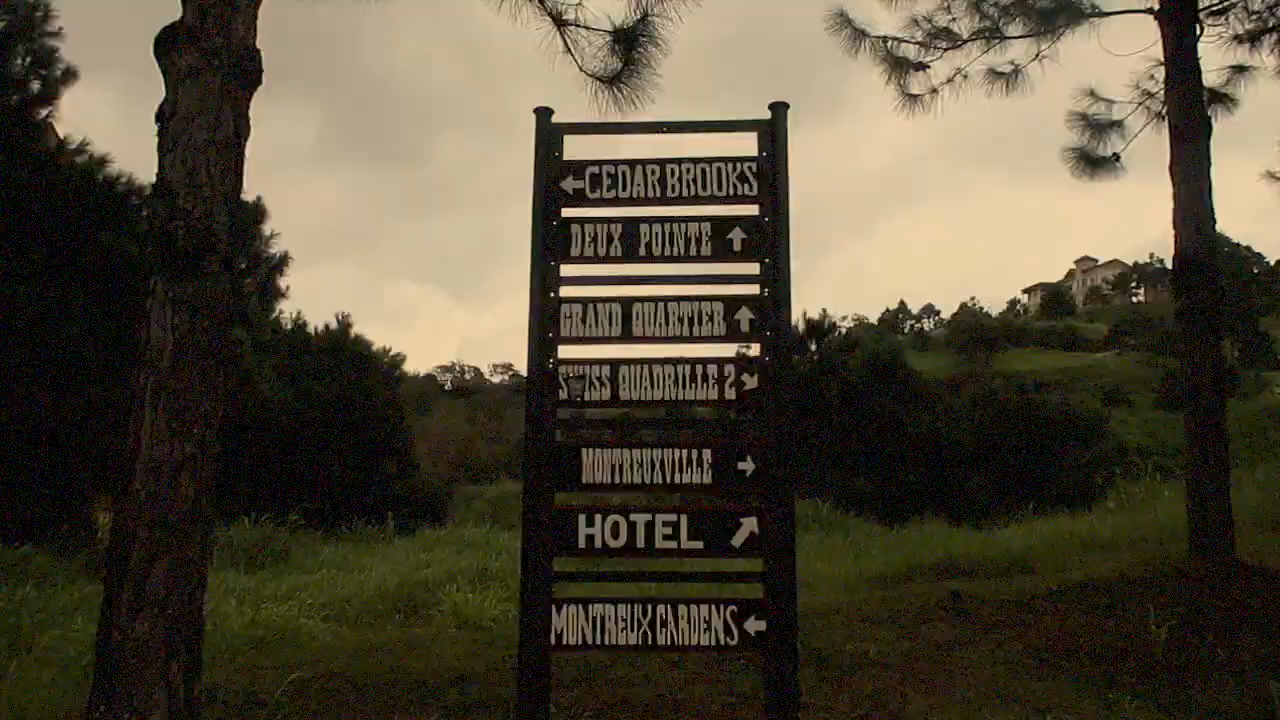 ←CEDAR BROOKS
DEUX POINTE ↑
GRAND QUARTIER ↑
SWISS QUADRILLE 2 ↘
MONTREUXVILLE →
HOTEL ↗
MONTREUX GARDENS ←